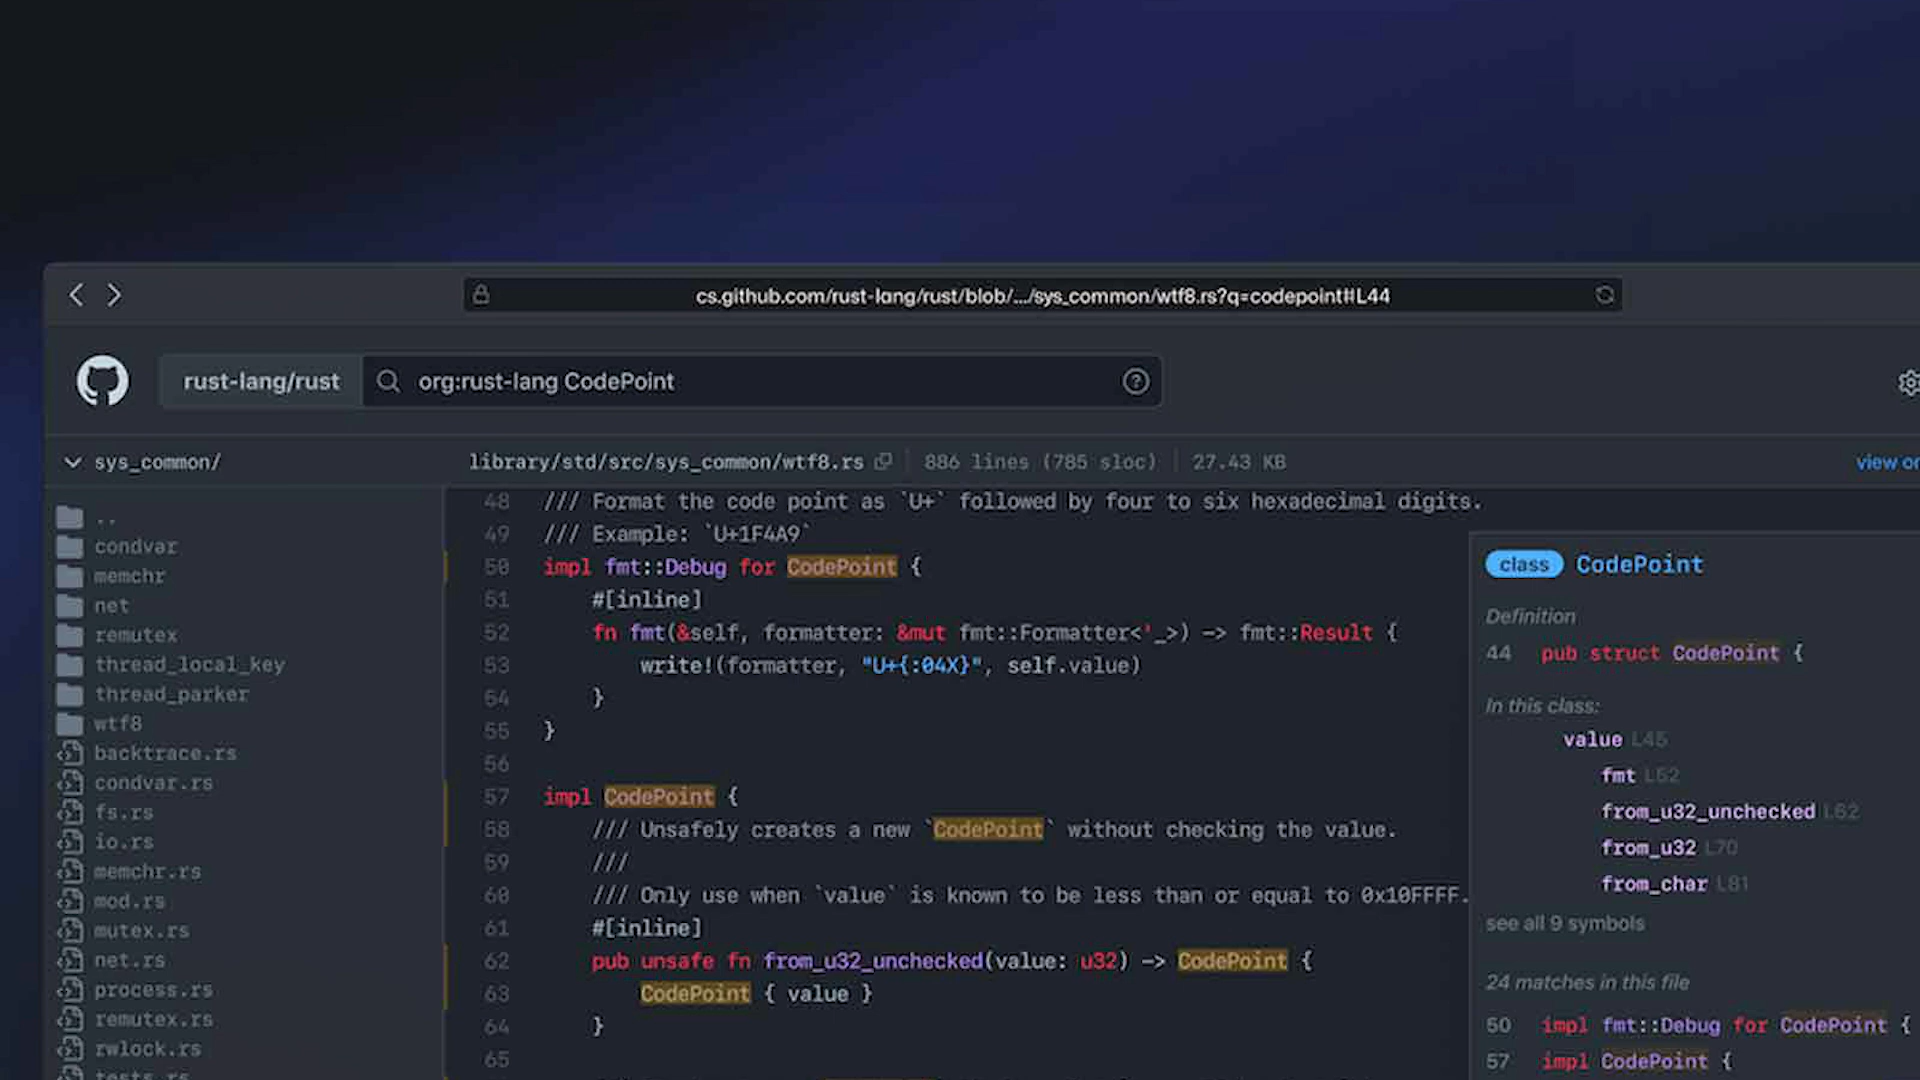 cs.github.com/rust-lang/rust/blob/.../sys_common/wtf8.rs?q=codepoint#L44
rust-lang/rust
org:rust-lang CodePoint
sys_common/
library/std/src/sys_common/wtf8.rs
886 lines (785 sloc)
27.43 KB
view on
..
condvar
memchr
net
remutex
thread_local_key
thread_parker
wtf8
backtrace.rs
condvar.rs
fs.rs
io.rs
memchr.rs
mod.rs
mutex.rs
net.rs
process.rs
remutex.rs
rwlock.rs
tests.rs
48 /// Format the code point as `U+` followed by four to six hexadecimal digits.
49 /// Example: `U+1F4A9`
50 impl fmt::Debug for CodePoint {
51 #[inline]
52 fn fmt(&self, formatter: &mut fmt::Formatter<'_>) -> fmt::Result {
53 write!(formatter, "U+{:04X}", self.value)
54 }
55 }
56
57 impl CodePoint {
58 /// Unsafely creates a new `CodePoint` without checking the value.
59 ///
60 /// Only use when `value` is known to be less than or equal to 0x10FFFF.
61 #[inline]
62 pub unsafe fn from_u32_unchecked(value: u32) -> CodePoint {
63 CodePoint { value }
64 }
65
class CodePoint
Definition
44 pub struct CodePoint {
In this class:
value L45
fmt L52
from_u32_unchecked L62
from_u32 L70
from_char L81
see all 9 symbols
24 matches in this file
50 impl fmt::Debug for CodePoint {
57 impl CodePoint {